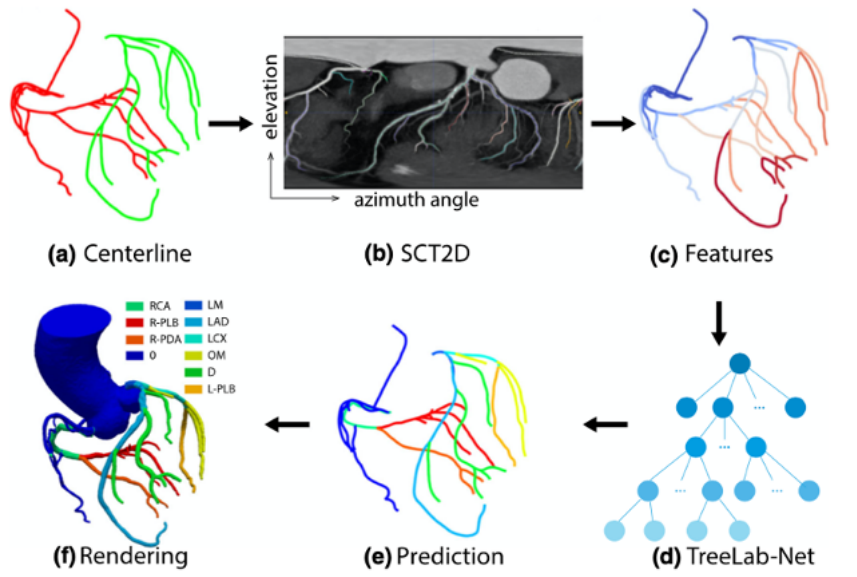 elevation
azimuth angle
(a) Centerline
(b) SCT2D
(c) Features
RCA
LM
R-PLB
LAD
R-PDA
LCX
0
OM
D
L-PLB
...
...
...
...
(f) Rendering
(e) Prediction
(d) TreeLab-Net